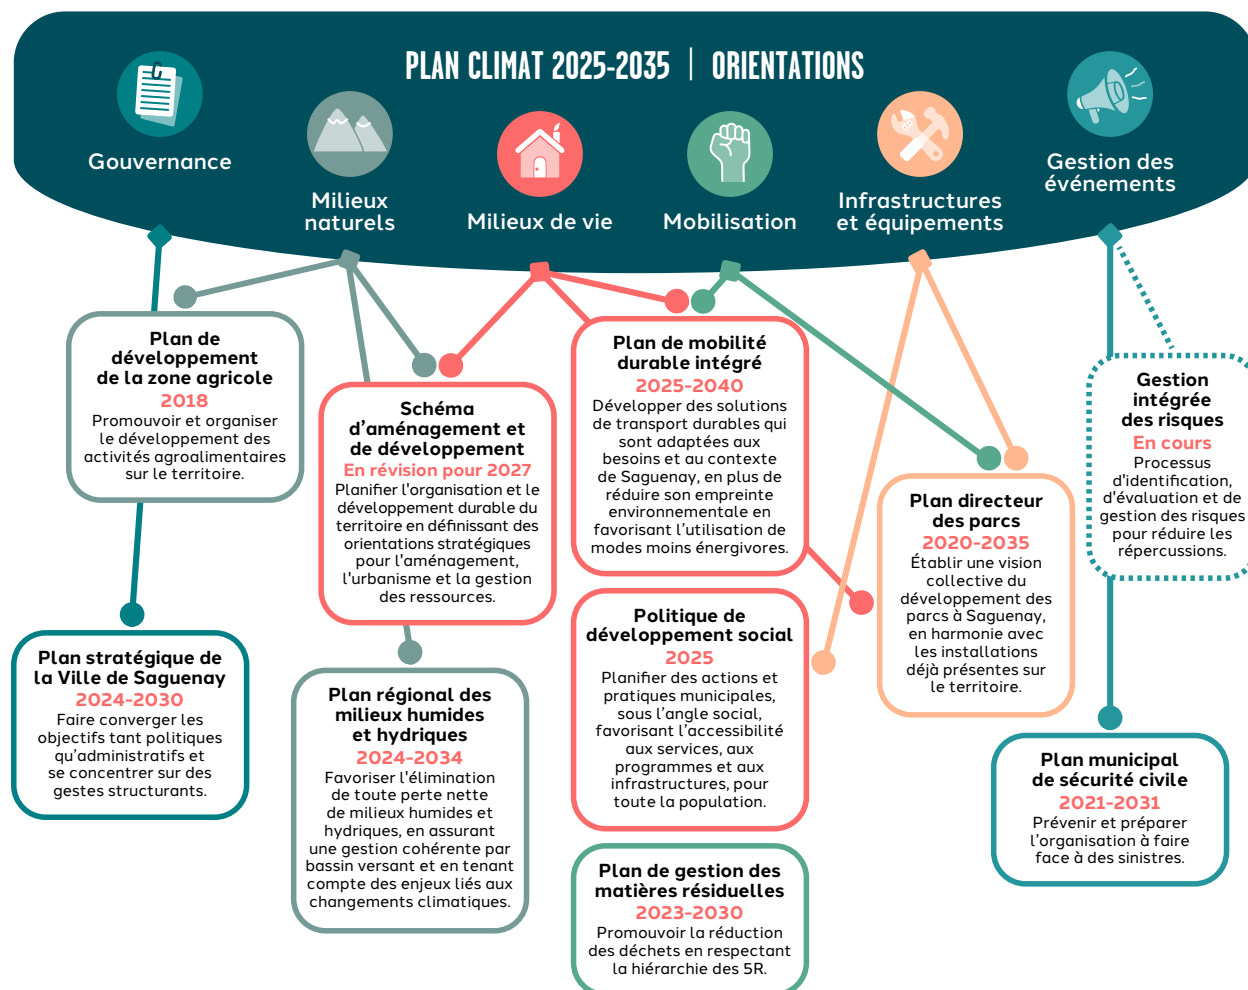 PLAN CLIMAT 2025-2035 | ORIENTATIONS
Gouvernance
Milieux
naturels
Milieux de vie
Mobilisation
Infrastructures
et équipements
Gestion des
événements
Plan de
développement
de la zone agricole
2018
Promouvoir et organiser
le développement des
activités agroalimentaires
sur le territoire.
Plan stratégique de
la Ville de Saguenay
2024-2030
Faire converger les
objectifs tant politiques
qu'administratifs et
se concentrer sur des
gestes structurants.
Schéma
d'aménagement et
de développement
En révision pour 2027
Planifier l'organisation et le
développement durable du
territoire en définissant des
orientations stratégiques
pour l'aménagement,
l'urbanisme et la gestion
des ressources.
Plan régional des
milieux humides
et hydriques
2024-2034
Favoriser l'élimination
de toute perte nette
de milieux humides et
hydriques, en assurant
une gestion cohérente par
bassin versant et en tenant
compte des enjeux liés aux
changements climatiques.
Plan de mobilité
durable intégré
2025-2040
Développer des solutions
de transport durables qui
sont adaptées aux
besoins et au contexte
de Saguenay, en plus de
réduire son empreinte
environnementale en
favorisant l'utilisation de
modes moins énergivores.
Politique de
développement social
2025
Planifier des actions et
pratiques municipales,
sous l'angle social,
favorisant l'accessibilité
aux services, aux
programmes et aux
infrastructures, pour
toute la population.
Plan de gestion des
matières résiduelles
2023-2030
Promouvoir la réduction
des déchets en respectant
la hiérarchie des 5R.
Plan directeur
des parcs
2020-2035
Établir une vision
collective du
développement des
parcs à Saguenay,
en harmonie avec
les installations
déjà présentes sur
le territoire.
Gestion
intégrée
des risques
En cours
Processus
d'identification,
d'évaluation et de
gestion des risques
pour réduire les
répercussions.
Plan municipal
de sécurité civile
2021-2031
Prévenir et préparer
l'organisation à faire
face à des sinistres.